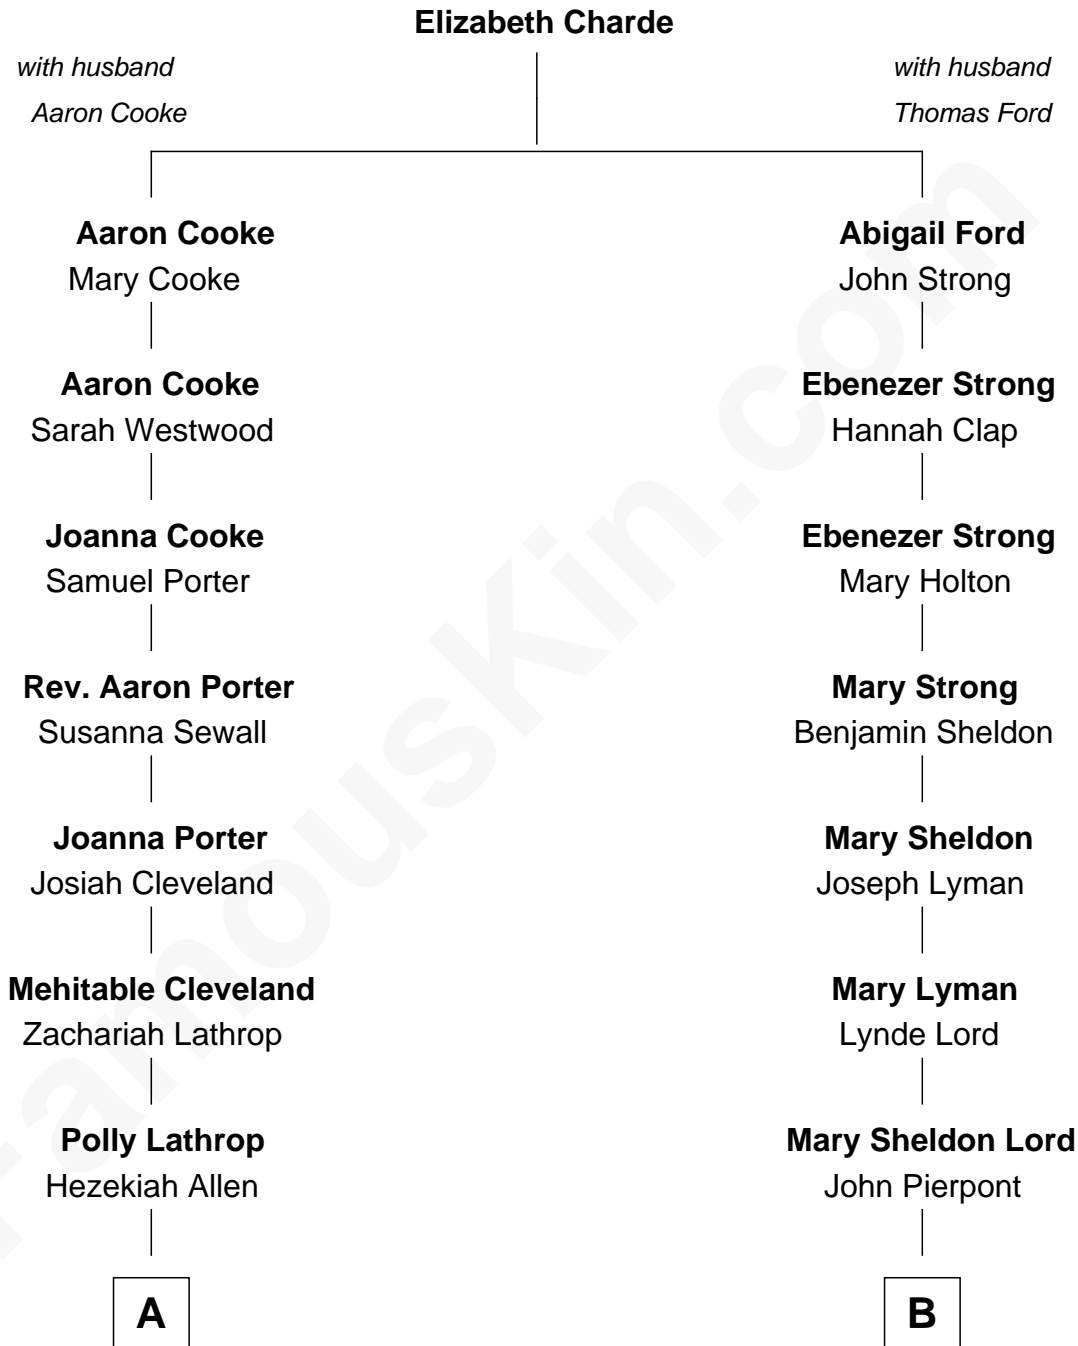 Elizabeth Charde
with husband
Aaron Cooke
with husband
Thomas Ford
Aaron Cooke
Mary Cooke
Abigail Ford
John Strong
Aaron Cooke
Sarah Westwood
Ebenezer Strong
Hannah Clap
Joanna Cooke
Samuel Porter
Ebenezer Strong
Mary Holton
Rev. Aaron Porter
Susanna Sewall
Mary Strong
Benjamin Sheldon
Joanna Porter
Josiah Cleveland
Mary Sheldon
Joseph Lyman
Mehitable Cleveland
Zachariah Lathrop
Mary Lyman
Lynde Lord
Polly Lathrop
Hezekiah Allen
Mary Sheldon Lord
John Pierpont
A
B
FamousKin.com